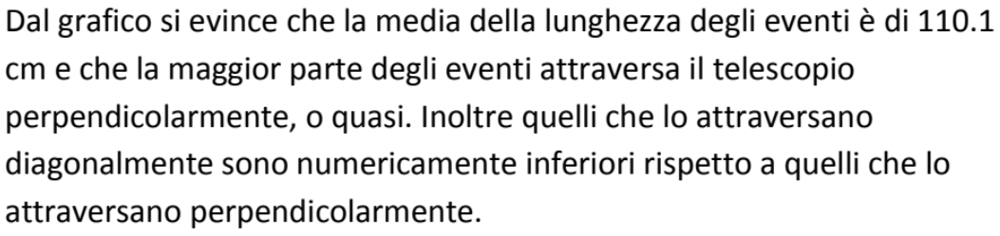 Dal grafico si evince che la media della lunghezza degli eventi è di 110.1
cm e che la maggior parte degli eventi attraversa il telescopio
perpendicolarmente, o quasi. Inoltre quelli che lo attraversano
diagonalmente sono numericamente inferiori rispetto a quelli che lo
attraversano perpendicolarmente.